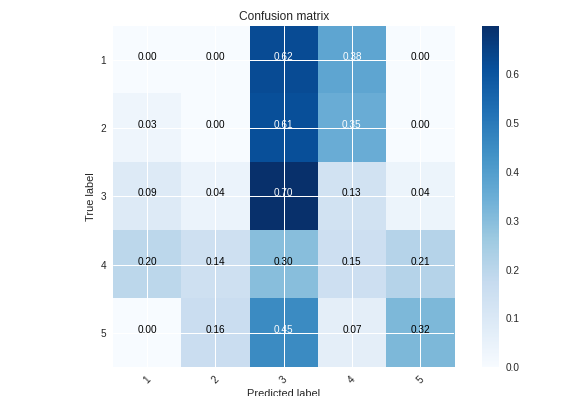 Confusion matrix
1 0.00 0.00 0.62 0.38 0.00
2 0.03 0.00 0.61 0.35 0.00
3 0.09 0.04 0.70 0.13 0.04
4 0.20 0.14 0.30 0.15 0.21
5 0.00 0.16 0.45 0.07 0.32
1 2 3 4 5
True label
Predicted label
0.6
0.5
0.4
0.3
0.2
0.1
0.0